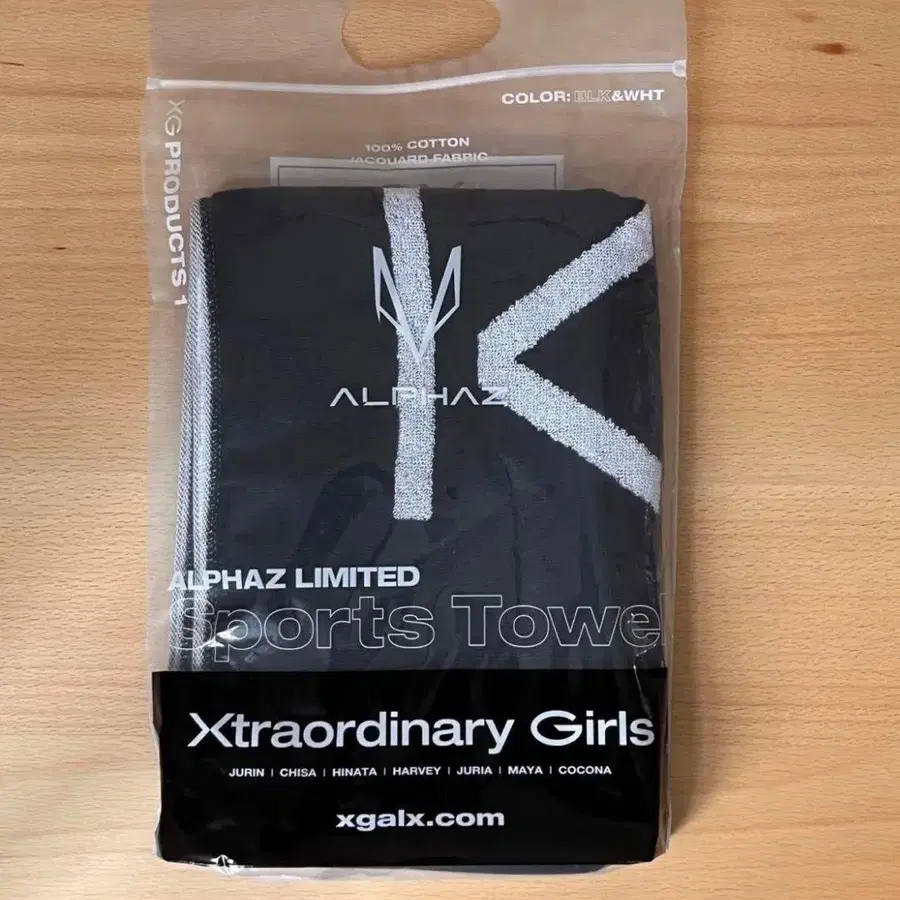 COLOR: BLK&WHT
100% COTTON
JACQUARD FABRIC
XG PRODUCTS 1
ALPHAZ
ALPHAZ LIMITED
Sports Towel
Xtraordinary Girls
JURIN | CHISA | HINATA | HARVEY | JURIA | MAYA | COCONA
xgalx.com